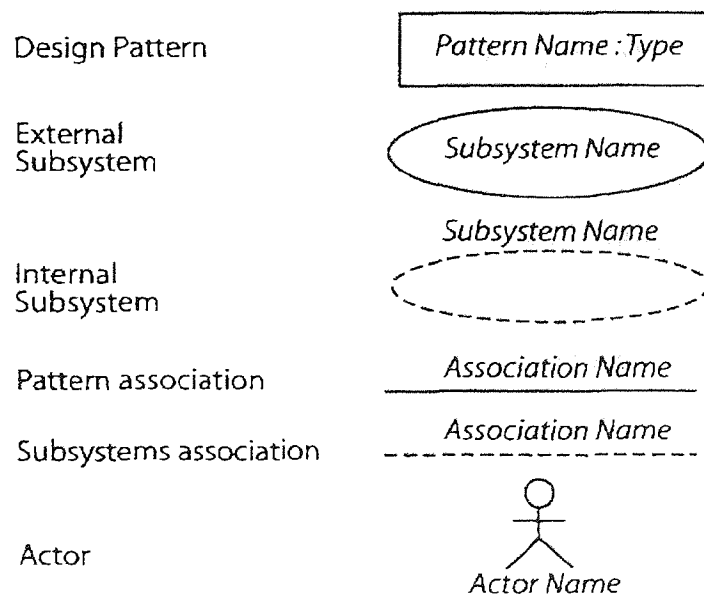 Design Pattern
Pattern Name : Type
External
Subsystem
Subsystem Name
Subsystem Name
Internal
Subsystem
Pattern association
Association Name
Subsystems association
Association Name
Actor
Actor Name